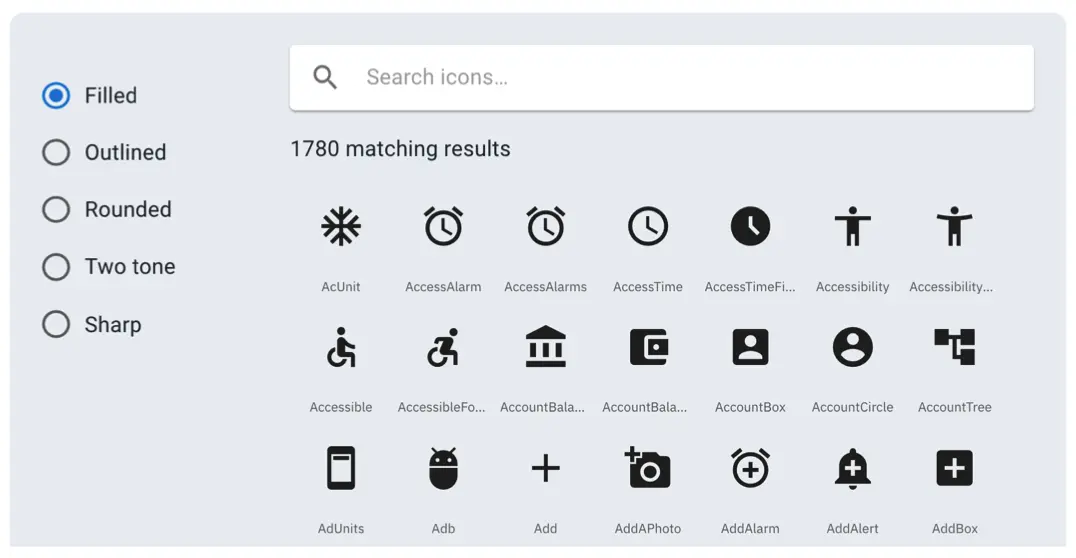 Search icons...
Filled
Outlined
Rounded
Two tone
Sharp
1780 matching results
AcUnit AccessAlarm AccessAlarms AccessTime AccessTimeFi... Accessibility Accessibility...
Accessible AccessibleFo... AccountBala... AccountBala... AccountBox AccountCircle AccountTree
AdUnits Adb Add AddAPhoto AddAlarm AddAlert AddBox